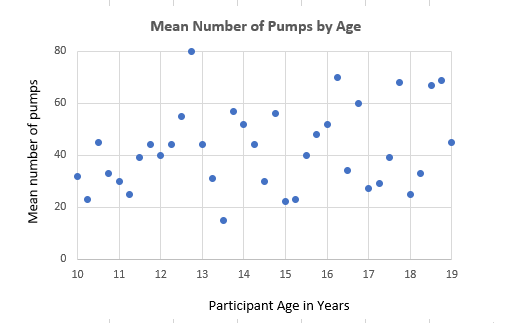 Mean Number of Pumps by Age
Mean number of pumps
80
60
40
20
0
10 11 12 13 14 15 16 17 18 19
Participant Age in Years